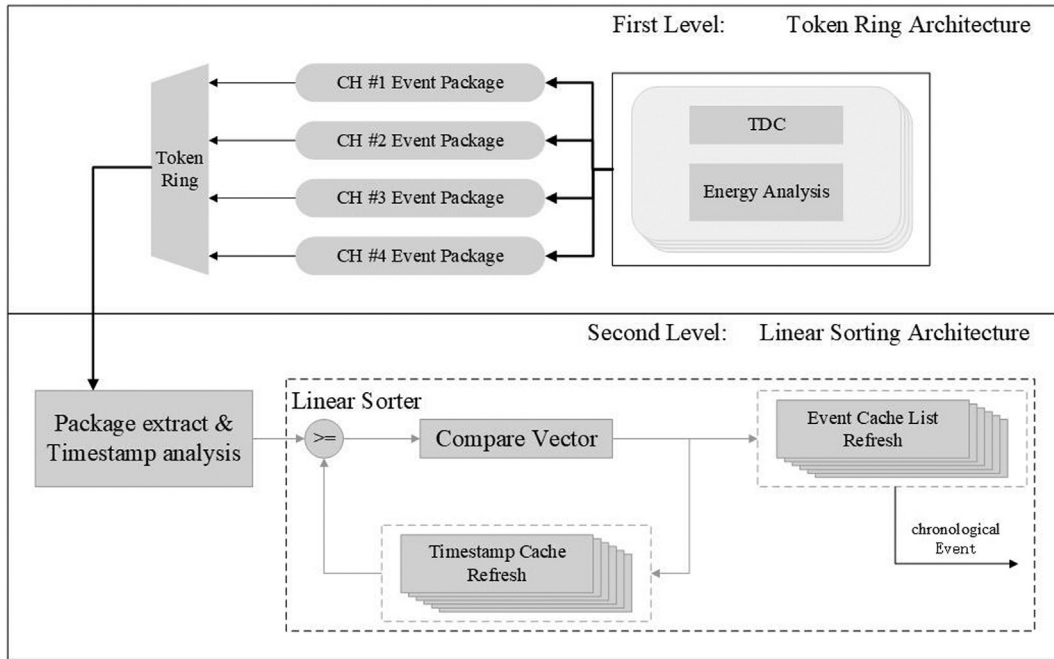 First Level: Token Ring Architecture
CH #1 Event Package
CH #2 Event Package
CH #3 Event Package
CH #4 Event Package
Token
Ring
TDC
Energy Analysis
Second Level: Linear Sorting Architecture
Package extract &
Timestamp analysis
Linear Sorter
>=
Compare Vector
Event Cache List
Refresh
Timestamp Cache
Refresh
chronological
Event